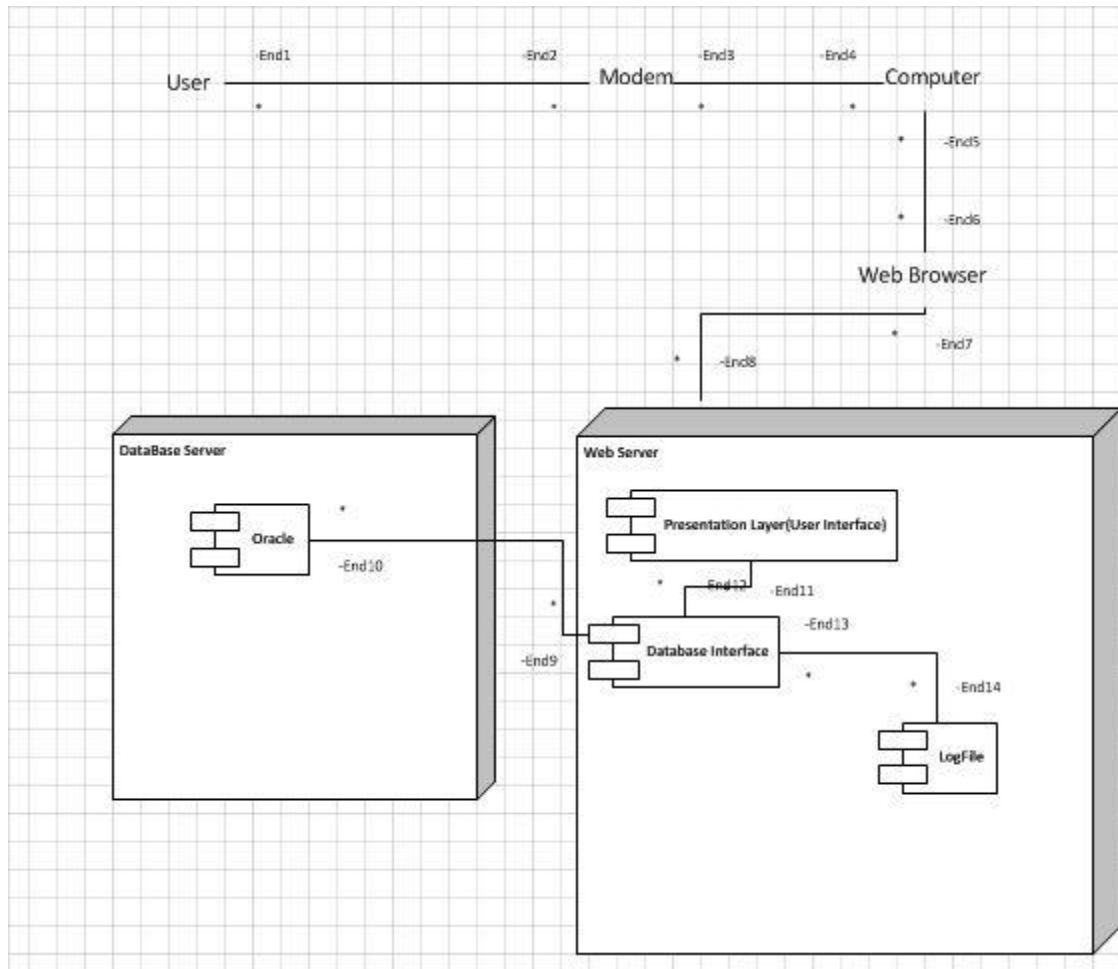 -End1
-End2
-End3
-End4
User
Modem
Computer
*
*
*
*
*
-End5
*
-End6
Web Browser
*
-End7
*
-End8
DataBase Server
Web Server
*
Oracle
-End10
Presentation Layer(User Interface)
*
-End12
-End11
*
-End13
Database Interface
-End9
*
*
-End14
LogFile